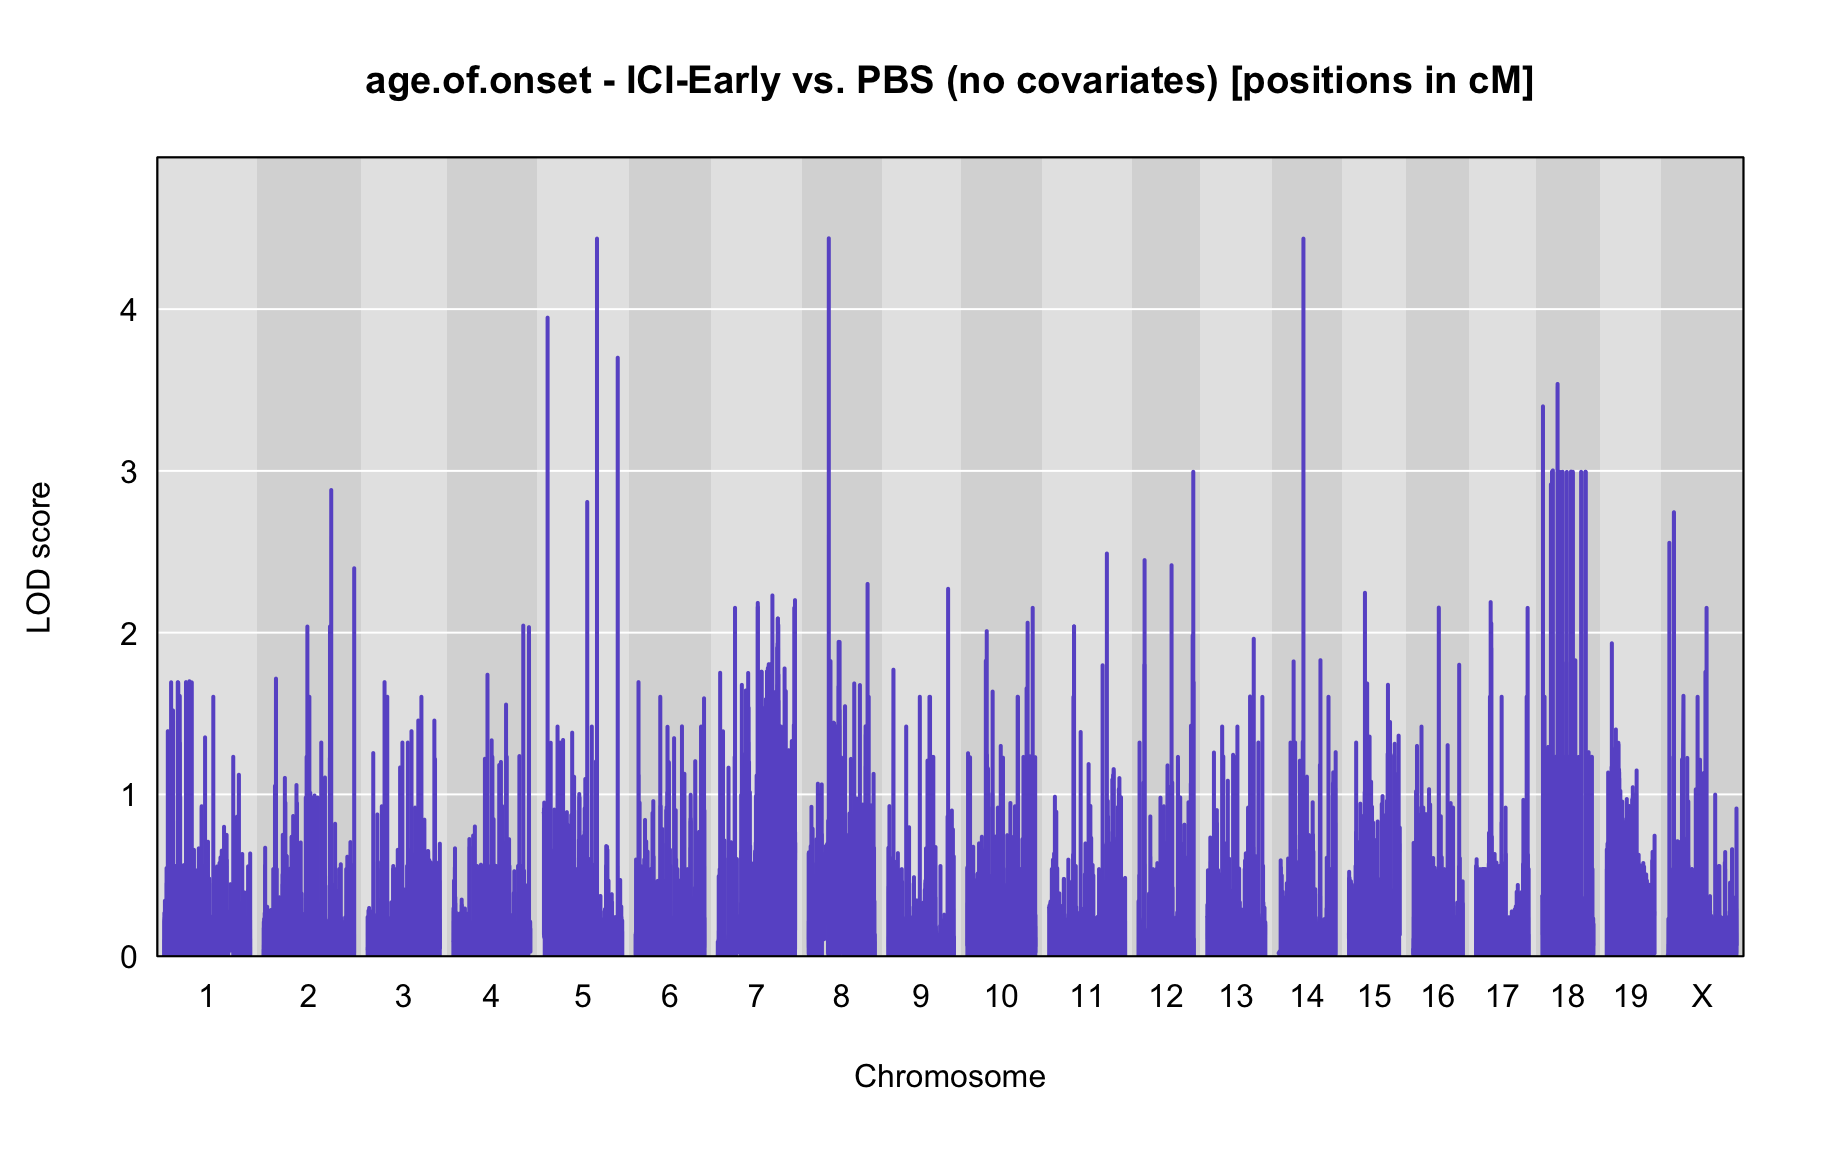 age.of.onset - ICI-Early vs. PBS (no covariates) [positions in cM]
LOD score
4
3
2
1
0
1 2 3 4 5 6 7 8 9 10 11 12 13 14 15 16 17 18 19 X
Chromosome